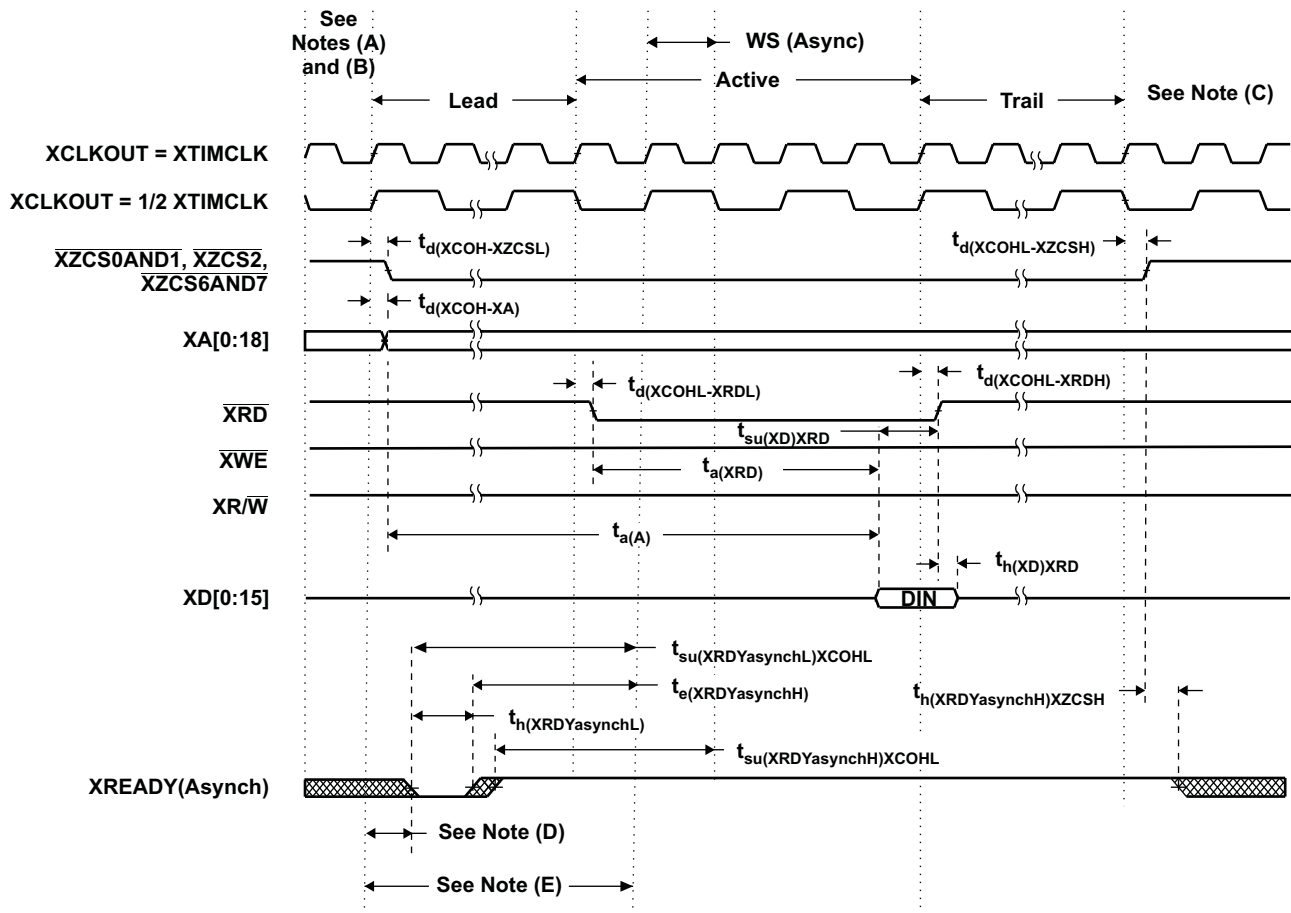 See
Notes (A)
and (B)
WS (Async)
Active
Lead
Trail
See Note (C)
XCLKOUT = XTIMCLK
XCLKOUT = 1/2 XTIMCLK
td(XCOH-XZCSL)
td(XCOHL-XZCSH)
XZCS0AND1, XZCS2,
XZCS6AND7
td(XCOH-XA)
XA[0:18]
td(XCOHL-XRDL)
td(XCOHL-XRDH)
XRD
tsu(XD)XRD
XWE
ta(XRD)
XR/W
ta(A)
th(XD)XRD
XD[0:15]
DIN
tsu(XRDYasynchL)XCOHL
te(XRDYasynchH)
th(XRDYasynchH)XZCSH
th(XRDYasynchL)
tsu(XRDYasynchH)XCOHL
XREADY(Asynch)
See Note (D)
See Note (E)